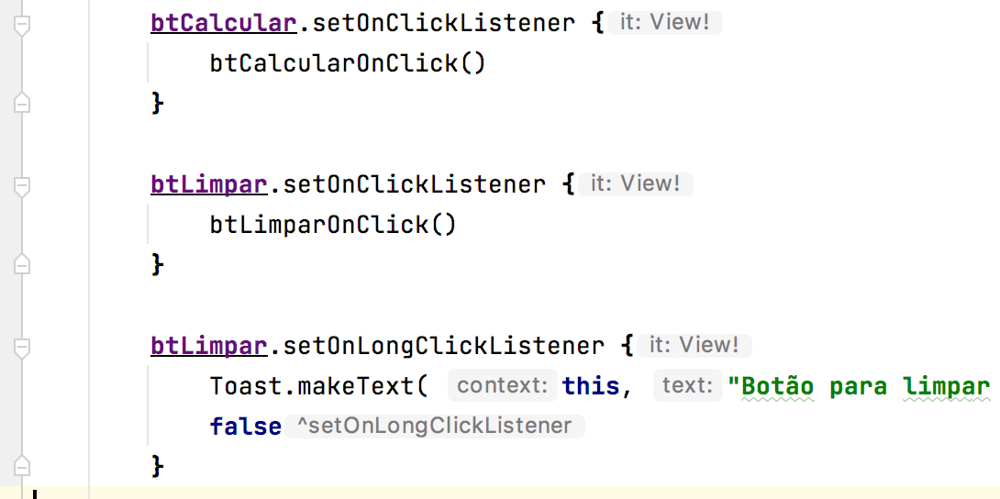 btCalcular.setOnClickListener { it: View!
btCalcularOnClick()
}
btLimpar.setOnClickListener { it: View!
btLimparOnClick()
}
btLimpar.setOnLongClickListener { it: View!
Toast.makeText( context: this, text: "Botão para limpar
false ^setOnLongClickListener
}